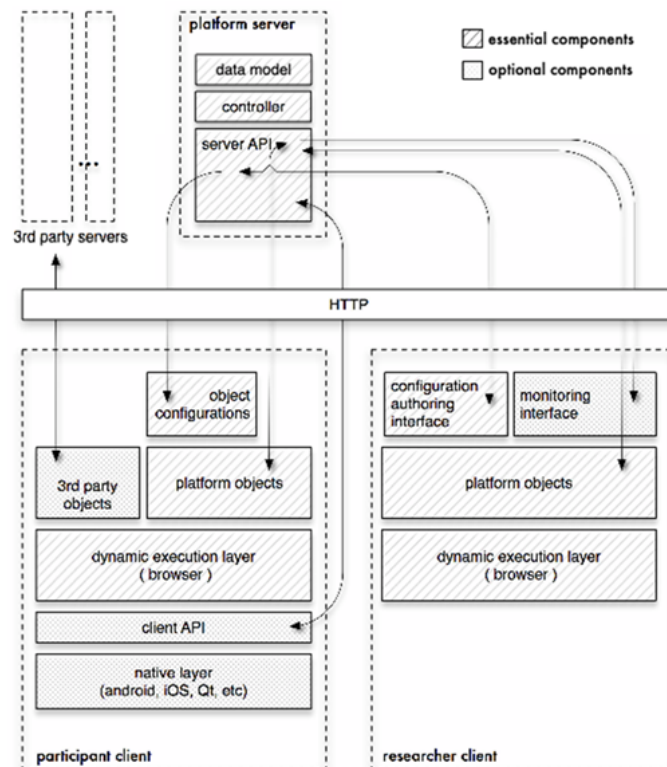 platform server
essential components
optional components
data model
controller
server API
...
3rd party servers
HTTP
object
configurations
3rd party
objects
platform objects
dynamic execution layer
( browser )
client API
native layer
(android, iOS, Qt, etc)
participant client
configuration
authoring
interface
monitoring
interface
platform objects
dynamic execution layer
( browser )
researcher client